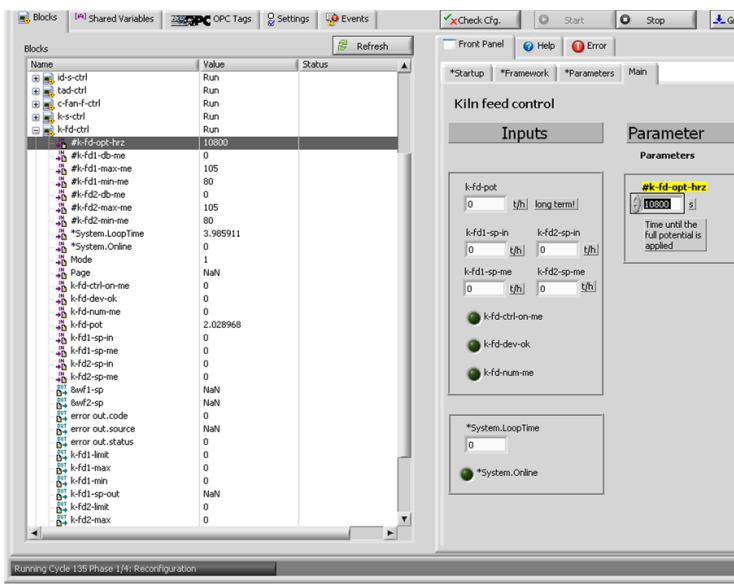 Blocks
Shared Variables
OPC OPC Tags
Settings
Events
Check Cfg.
Start
Stop
Blocks
Refresh
Name Value Status
id-s-ctrl Run
tad-ctrl Run
c-fan-f-ctrl Run
k-s-ctrl Run
k-fd-ctrl Run
#k-fd-opt-hrz 10800
#k-fd1-db-me 0
#k-fd1-max-me 105
#k-fd1-min-me 80
#k-fd2-db-me 0
#k-fd2-max-me 105
#k-fd2-min-me 80
*System.LoopTime 3.985911
*System.Online 0
Mode 1
Page NaN
k-fd-ctrl-on-me 0
k-fd-dev-ok 0
k-fd-num-me 0
k-fd-pot 2.028968
k-fd1-sp-in 0
k-fd1-sp-me 0
k-fd2-sp-in 0
k-fd2-sp-me 0
&wf1-sp NaN
&wf2-sp NaN
error out.code 0
error out.source NaN
error out.status 0
k-fd1-limit 0
k-fd1-max 0
k-fd1-min 0
k-fd1-sp-out NaN
k-fd2-limit 0
k-fd2-max 0
Front Panel
Help
Error
*Startup
*Framework
*Parameters
Main
Kiln feed control
Inputs
k-fd-pot
0 t/h long term!
k-fd1-sp-in k-fd2-sp-in
0 t/h 0 t/h
k-fd1-sp-me k-fd2-sp-me
0 t/h 0 t/h
k-fd-ctrl-on-me
k-fd-dev-ok
k-fd-num-me
*System.LoopTime
0
*System.Online
Parameter
Parameters
#k-fd-opt-hrz
10800 s
Time until the
full potential is
applied
Running Cycle 135 Phase 1/4: Reconfiguration